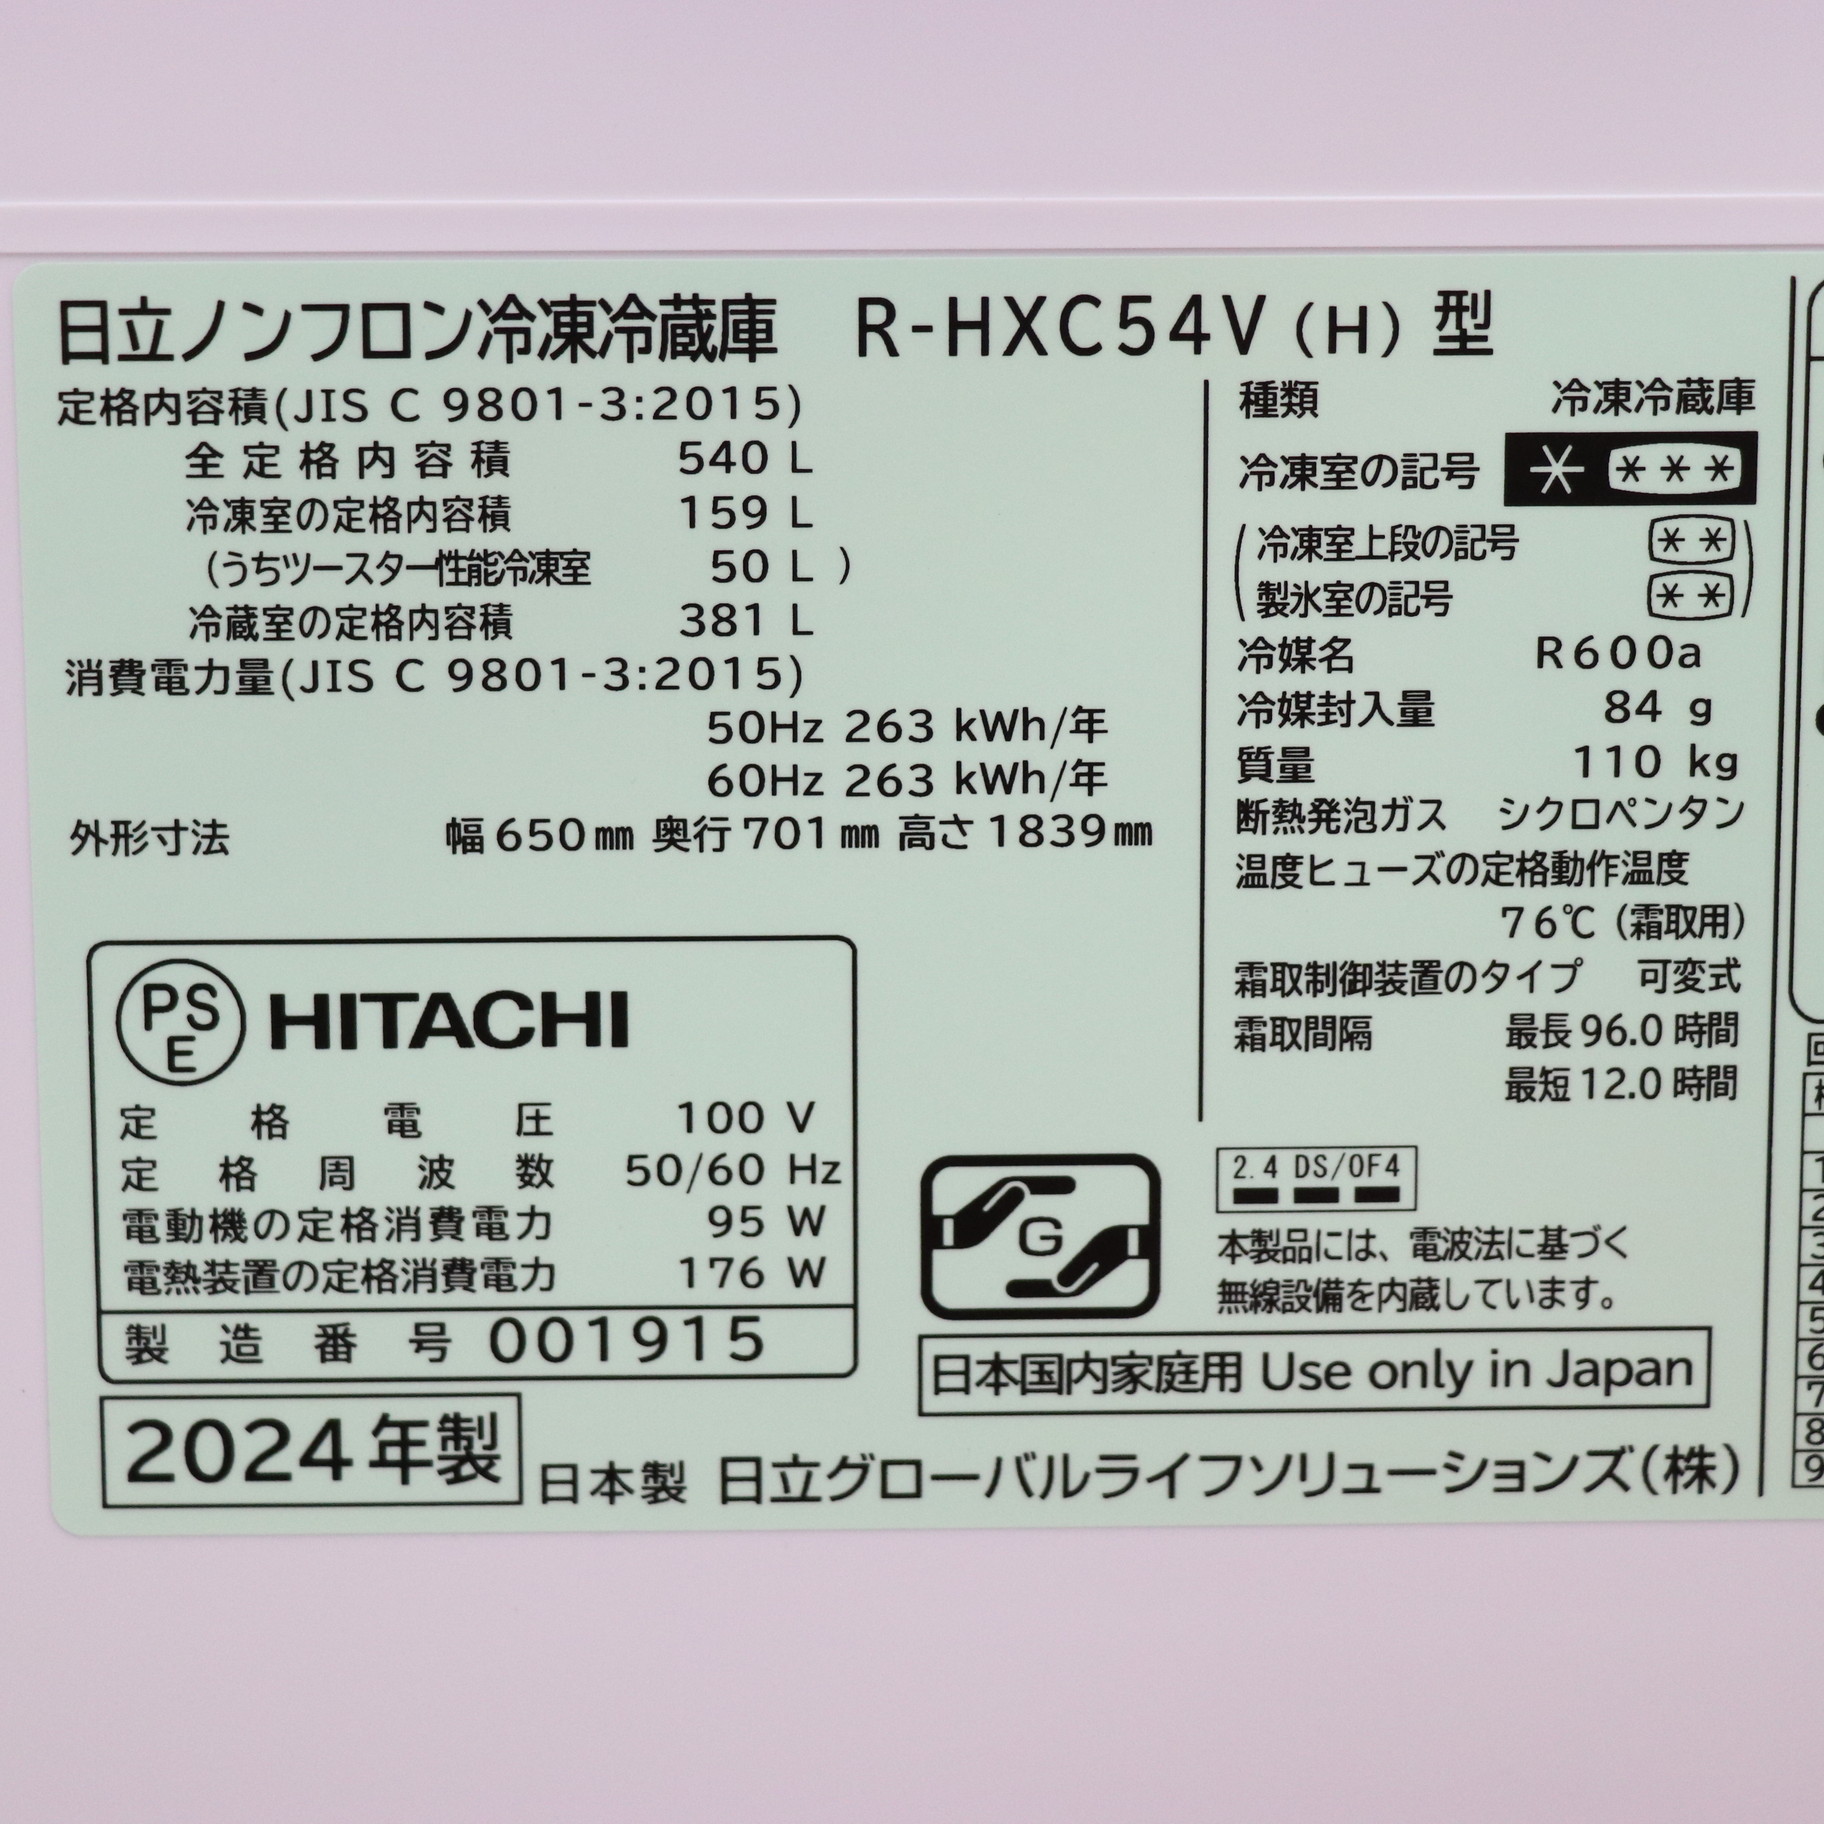 日立ノンフロン冷凍冷蔵庫 R-HXC54V(H)型
定格内容積(JIS C 9801-3:2015)
全定格内容積 540 L
冷凍室の定格内容積 159 L
(うちツースター性能冷凍室 50 L )
冷蔵室の定格内容積 381 L
消費電力量(JIS C 9801-3:2015)
50Hz 263 kWh/年
60Hz 263 kWh/年
外形寸法 幅650mm 奥行701mm 高さ1839mm
PSE HITACHI
定格電圧 100 V
定格周波数 50/60 Hz
電動機の定格消費電力 95 W
電熱装置の定格消費電力 176 W
製造番号 001915
2024年製
日本製 日立グローバルライフソリューションズ(株)
種類 冷凍冷蔵庫
冷凍室の記号 * ***
(冷凍室上段の記号 **
製氷室の記号 **)
冷媒名 R600a
冷媒封入量 84 g
質量 110 kg
断熱発泡ガス シクロペンタン
温度ヒューズの定格動作温度
76℃(霜取用)
霜取制御装置のタイプ 可変式
霜取間隔 最長96.0時間
最短12.0時間
G
2.4 DS/OF4
本製品には、電波法に基づく
無線設備を内蔵しています。
日本国内家庭用 Use only in Japan
1
2
3
4
5
6
7
8
9